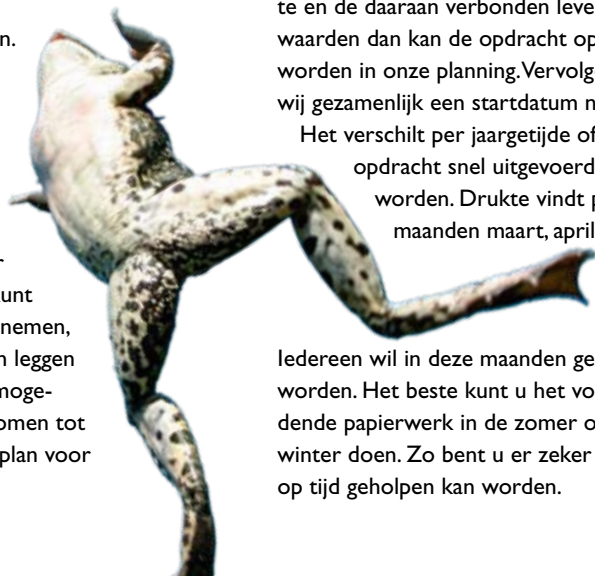 n.
r
unt
nemen,
n leggen
moge-
omen tot
plan voor
te en de daaraan verbonden leve
waarden dan kan de opdracht op
worden in onze planning.Vervolg
wij gezamenlijk een startdatum n
Het verschilt per jaargetijde of
opdracht snel uitgevoerd
worden. Drukte vindt p
maanden maart, april
Iedereen wil in deze maanden ge
worden. Het beste kunt u het vo
dende papierwerk in de zomer o
winter doen. Zo bent u er zeker
op tijd geholpen kan worden.